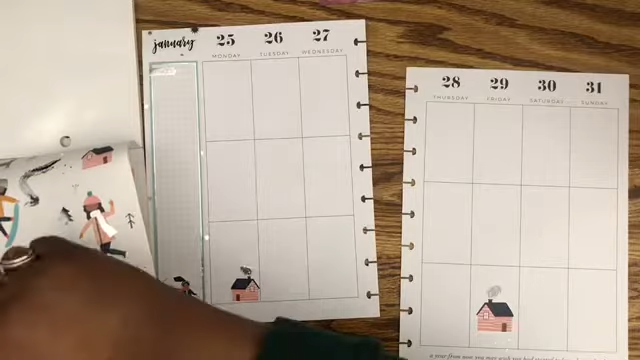 january 25 26 27
MONDAY TUESDAY WEDNESDAY
28 29 30 31
THURSDAY FRIDAY SATURDAY SUNDAY
a year from now you may wish you had started